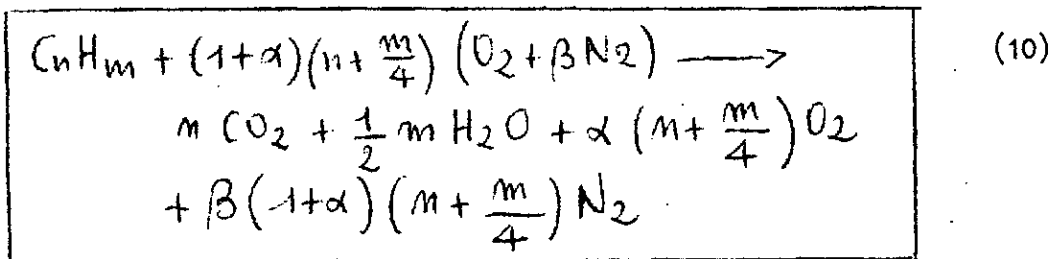 CnHm + (1+α)(n+m/4) (O2+βN2) ⟶ (10)
n CO2 + 1/2 m H2O + α (n+m/4) O2
+ β(1+α)(n+m/4) N2